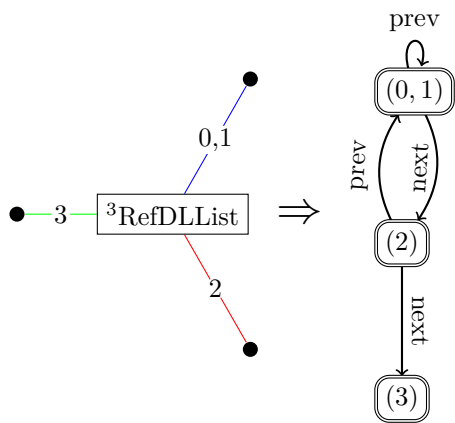 prev
(0, 1)
0,1
prev
next
3
³RefDLList
⇒
(2)
2
next
(3)